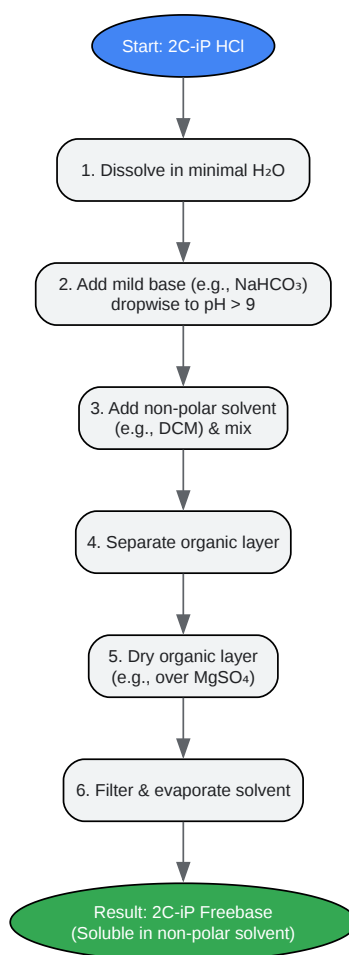 Start: 2C-iP HCl
1. Dissolve in minimal H₂O
2. Add mild base (e.g., NaHCO₃)
dropwise to pH > 9
3. Add non-polar solvent
(e.g., DCM) & mix
4. Separate organic layer
5. Dry organic layer
(e.g., over MgSO₄)
6. Filter & evaporate solvent
Result: 2C-iP Freebase
(Soluble in non-polar solvent)